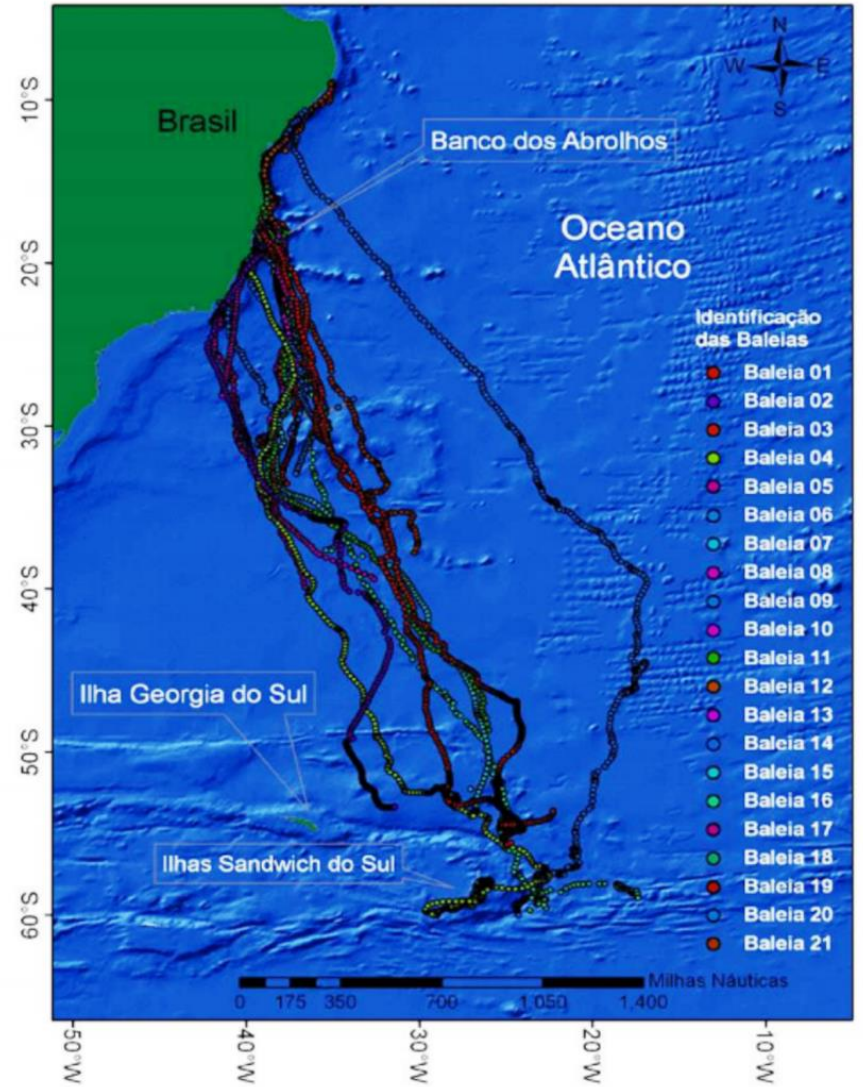 N
W E
S
10°S
Brasil
Banco dos Abrolhos
Oceano
Atlântico
20°S
Identificação
das Baleias
Baleia 01
Baleia 02
Baleia 03
30°S
Baleia 04
Baleia 05
Baleia 06
Baleia 07
Baleia 08
40°S
Baleia 09
Baleia 10
Baleia 11
Baleia 12
Ilha Georgia do Sul
Baleia 13
Baleia 14
50°S
Baleia 15
Baleia 16
Baleia 17
Ilhas Sandwich do Sul
Baleia 18
Baleia 19
60°S
Baleia 20
Baleia 21
Milhas Náuticas
0 175 350 700 1,050 1,400
50°W 40°W 30°W 20°W 10°W